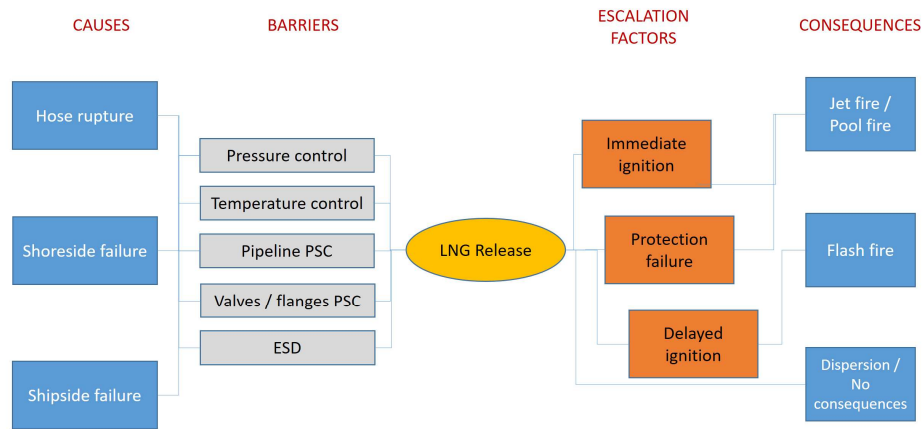 CAUSES
BARRIERS
ESCALATION
FACTORS
CONSEQUENCES
Hose rupture
Shoreside failure
Shipside failure
Pressure control
Temperature control
Pipeline PSC
Valves / flanges PSC
ESD
LNG Release
Immediate
ignition
Protection
failure
Delayed
ignition
Jet fire /
Pool fire
Flash fire
Dispersion /
No
consequences